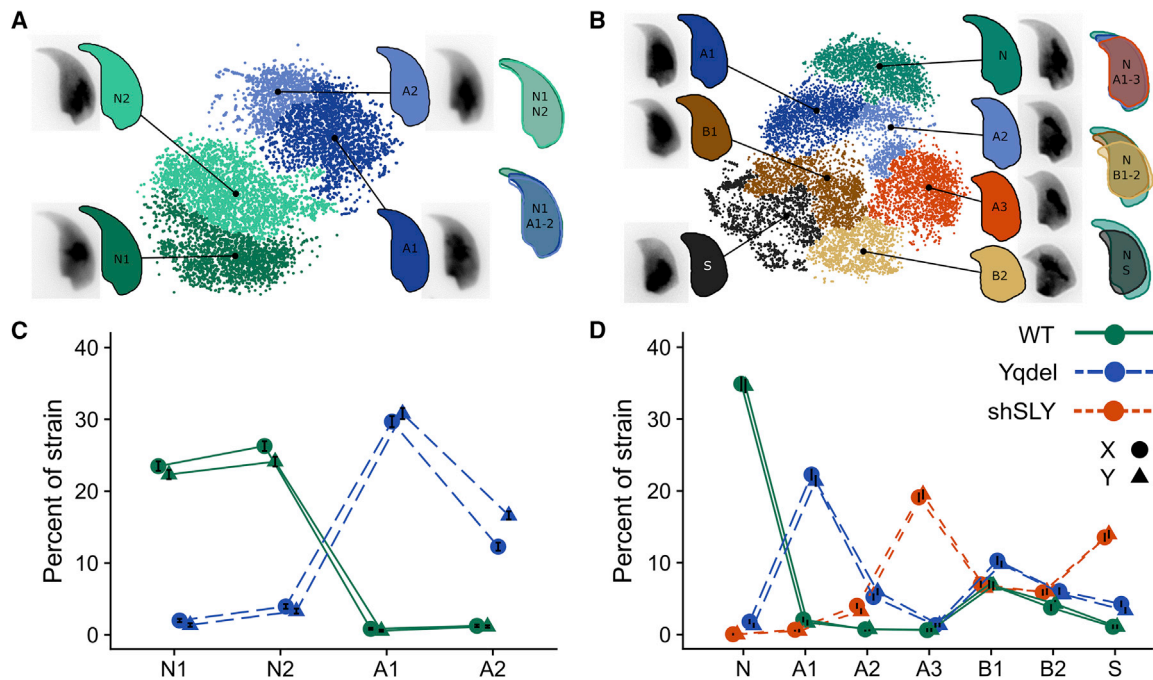 A
N2
A2
N1
N2
N1
A1-2
N1
A1
B
A1
N
B1
A2
A3
S
B2
N
A1-3
N
B1-2
N
S
C
Percent of strain
40
30
20
10
0
N1 N2 A1 A2
D
Percent of strain
40
30
20
10
0
N A1 A2 A3 B1 B2 S
WT
Yqdel
shSLY
X
Y